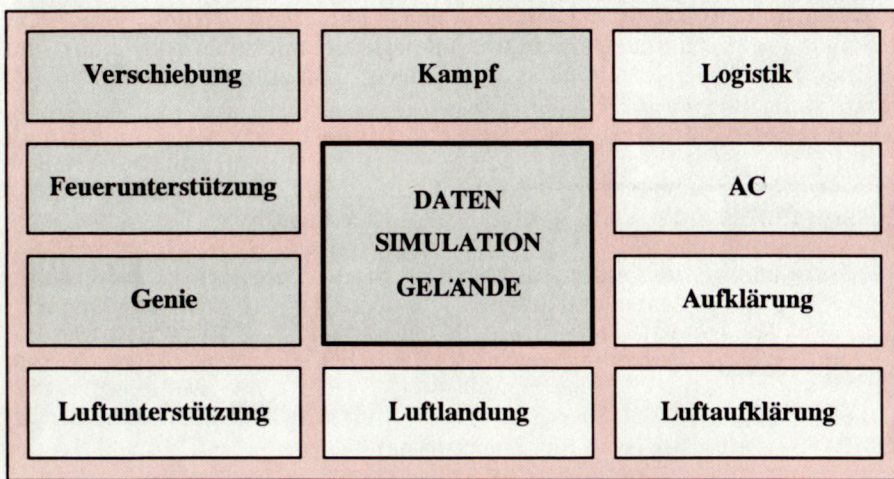 Verschiebung
Kampf
Logistik
Feuerunterstützung
DATEN
SIMULATION
GELÄNDE
AC
Genie
Aufklärung
Luftunterstützung
Luftlandung
Luftaufklärung